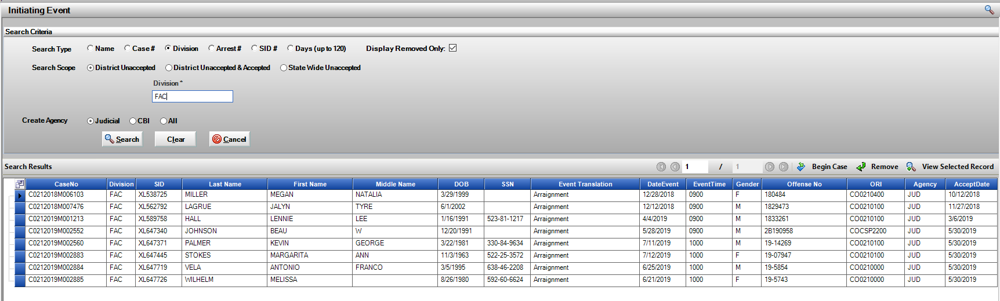 Initiating Event
Search Criteria
Search Type Name Case # Division Arrest # SID # Days (up to 120) Display Removed Only:
Search Scope District Unaccepted District Unaccepted & Accepted State Wide Unaccepted
Division *
FAC
Create Agency Judicial CBI All
Search Clear Cancel
Search Results 1 / 1 Begin Case Remove View Selected Record
CaseNo Division SID Last Name First Name Middle Name DOB SSN Event Translation DateEvent EventTime Gender Offense No ORI Agency AcceptDate
C0212018M006103 FAC XL538725 MILLER MEGAN NATALIA 3/29/1999 Arraignment 12/28/2018 0900 F 180484 CO0210400 JUD 10/12/2018
C0212018M007476 FAC XL562792 LAGRUE JALYN TYRE 6/1/2002 Arraignment 12/12/2018 0900 M 1829473 CO0210100 JUD 11/27/2018
C0212019M001213 FAC XL589758 HALL LENNIE LEE 1/16/1991 523-81-1217 Arraignment 4/4/2019 0900 M 1833261 CO0210100 JUD 3/6/2019
C0212019M002552 FAC XL647340 JOHNSON BEAU W 12/20/1991 Arraignment 5/28/2019 0900 M 2B190958 COCSP2200 JUD 5/30/2019
C0212019M002560 FAC XL647371 PALMER KEVIN GEORGE 3/22/1981 330-84-9634 Arraignment 7/11/2019 1000 M 19-14269 CO0210100 JUD 5/30/2019
C0212019M002883 FAC XL647445 STOKES MARGARITA ANN 11/3/1963 522-25-3572 Arraignment 7/12/2019 1000 F 19-07947 CO0210100 JUD 5/30/2019
C0212019M002884 FAC XL647719 VELA ANTONIO FRANCO 3/5/1995 638-46-2208 Arraignment 6/25/2019 1000 M 19-5854 CO0210000 JUD 5/30/2019
C0212019M002885 FAC XL647726 WILHELM MELISSA 8/26/1980 592-60-6624 Arraignment 6/21/2019 1000 F 19-5743 CO0210000 JUD 5/30/2019